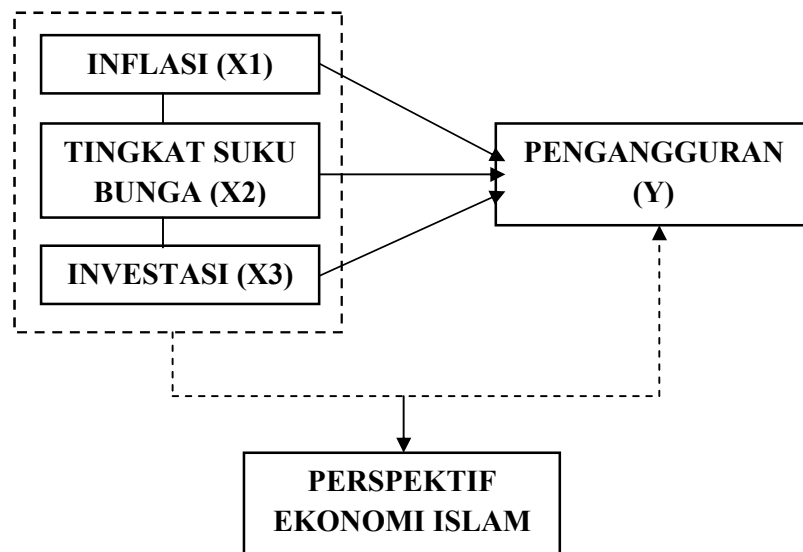 INFLASI (X1)
TINGKAT SUKU
BUNGA (X2)
INVESTASI (X3)
PENGANGGURAN
(Y)
PERSPEKTIF
EKONOMI ISLAM